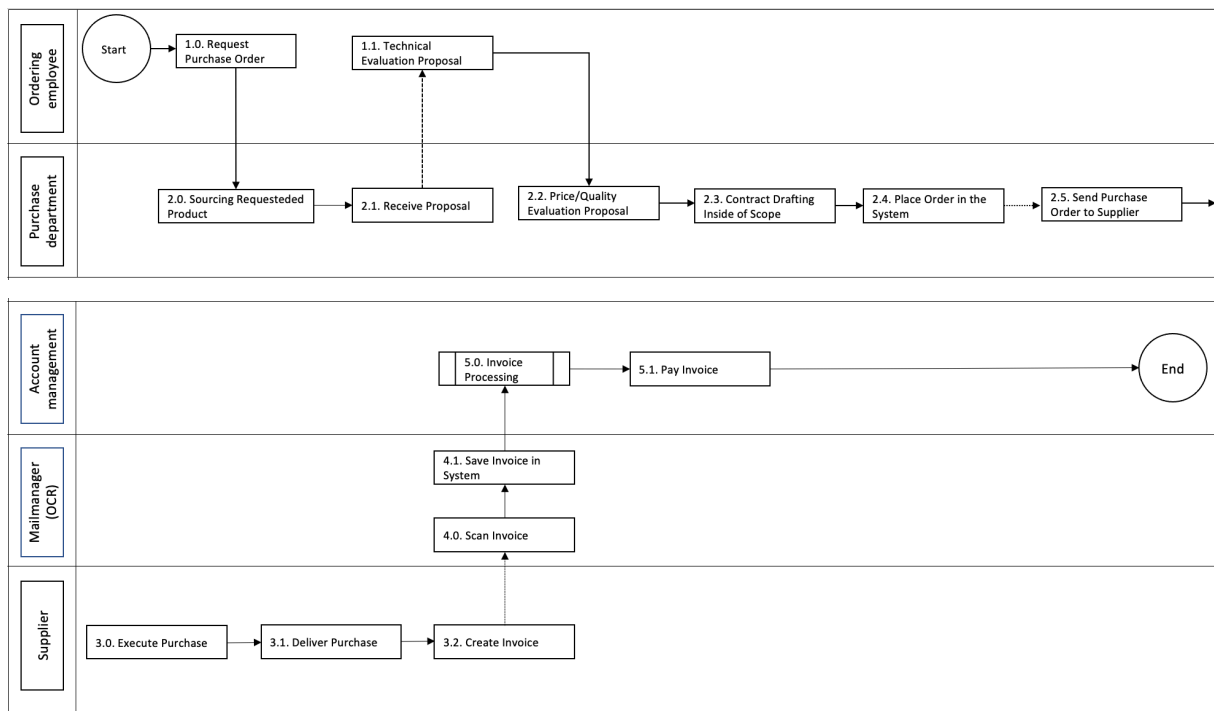 Ordering
employee
Start
1.0. Request
Purchase Order
1.1. Technical
Evaluation Proposal
Purchase
department
2.0. Sourcing Requesteded
Product
2.1. Receive Proposal
2.2. Price/Quality
Evaluation Proposal
2.3. Contract Drafting
Inside of Scope
2.4. Place Order in the
System
2.5. Send Purchase
Order to Supplier
Account
management
5.0. Invoice
Processing
5.1. Pay Invoice
End
Mailmanager
(OCR)
4.1. Save Invoice in
System
4.0. Scan Invoice
Supplier
3.0. Execute Purchase
3.1. Deliver Purchase
3.2. Create Invoice